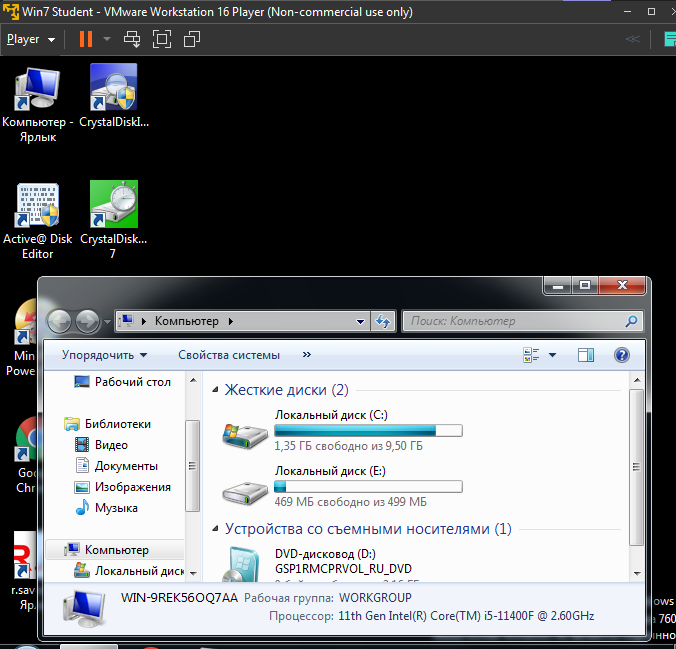 Win7 Student - VMware Workstation 16 Player (Non-commercial use only)
Player
Компьютер -
Ярлык
CrystalDiskI...
Active@ Disk
Editor
CrystalDisk...
7
Компьютер
Поиск: Компьютер
Упорядочить
Свойства системы
»
Min
Powe
Goo
Chr
r.sav
Яр
Рабочий стол
Библиотеки
Видео
Документы
Изображения
Музыка
Компьютер
Локальный диск
Жесткие диски (2)
Локальный диск (C:)
1,35 ГБ свободно из 9,50 ГБ
Локальный диск (E:)
469 МБ свободно из 499 МБ
Устройства со съемными носителями (1)
DVD-дисковод (D:)
GSP1RMCPRVOL_RU_DVD
WIN-9REK56OQ7AA Рабочая группа: WORKGROUP
Процессор: 11th Gen Intel(R) Core(TM) i5-11400F @ 2.60GHz
ows
760